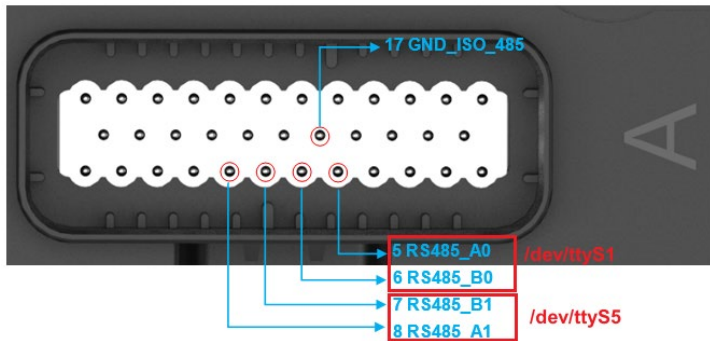 17 GND_ISO_485
A
5 RS485_A0
/dev/ttyS1
6 RS485_B0
7 RS485_B1
/dev/ttyS5
8 RS485_A1